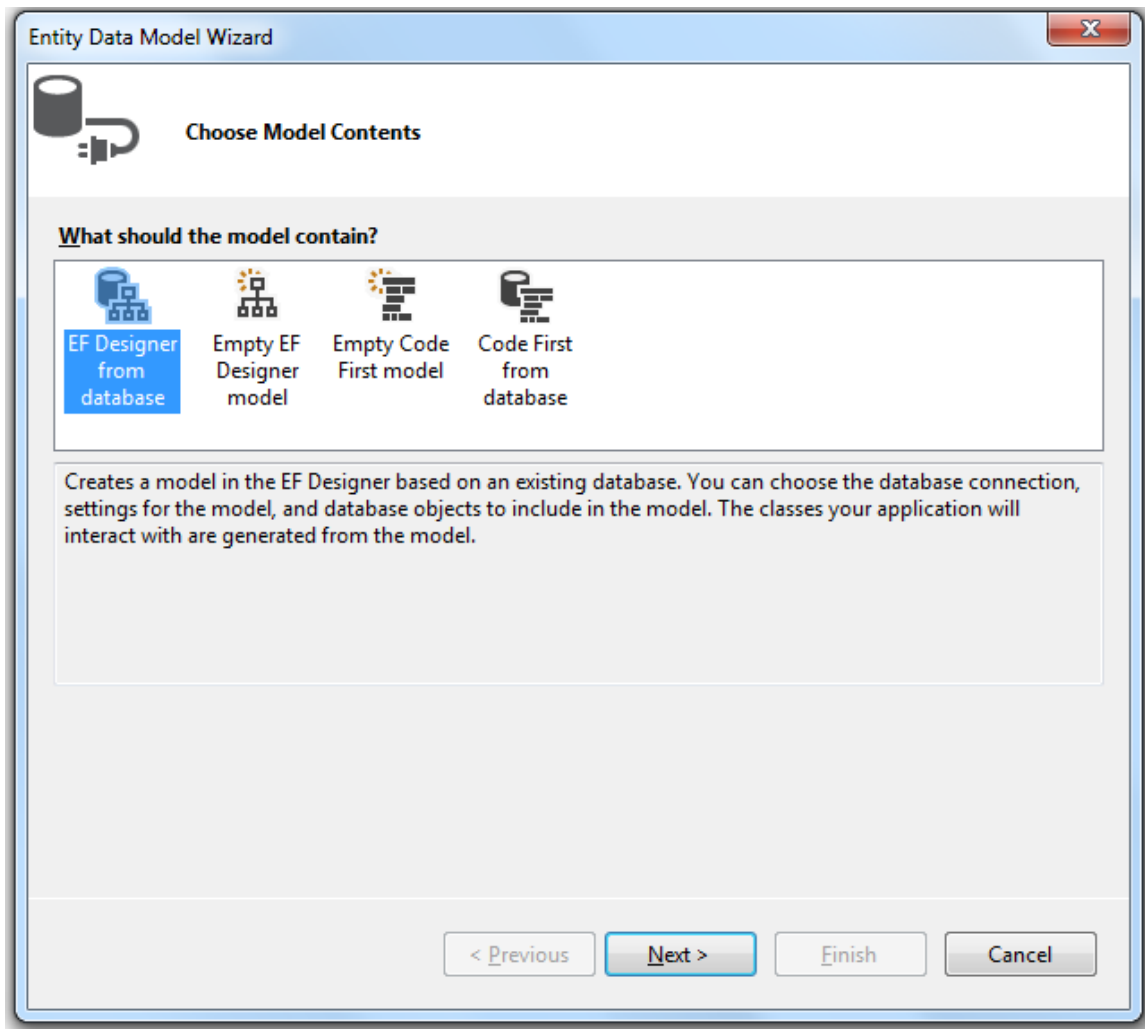 Entity Data Model Wizard
X
Choose Model Contents
What should the model contain?
EF Designer
from
database
Empty EF
Designer
model
Empty Code
First model
Code First
from
database
Creates a model in the EF Designer based on an existing database. You can choose the database connection,
settings for the model, and database objects to include in the model. The classes your application will
interact with are generated from the model.
< Previous
Next >
Finish
Cancel